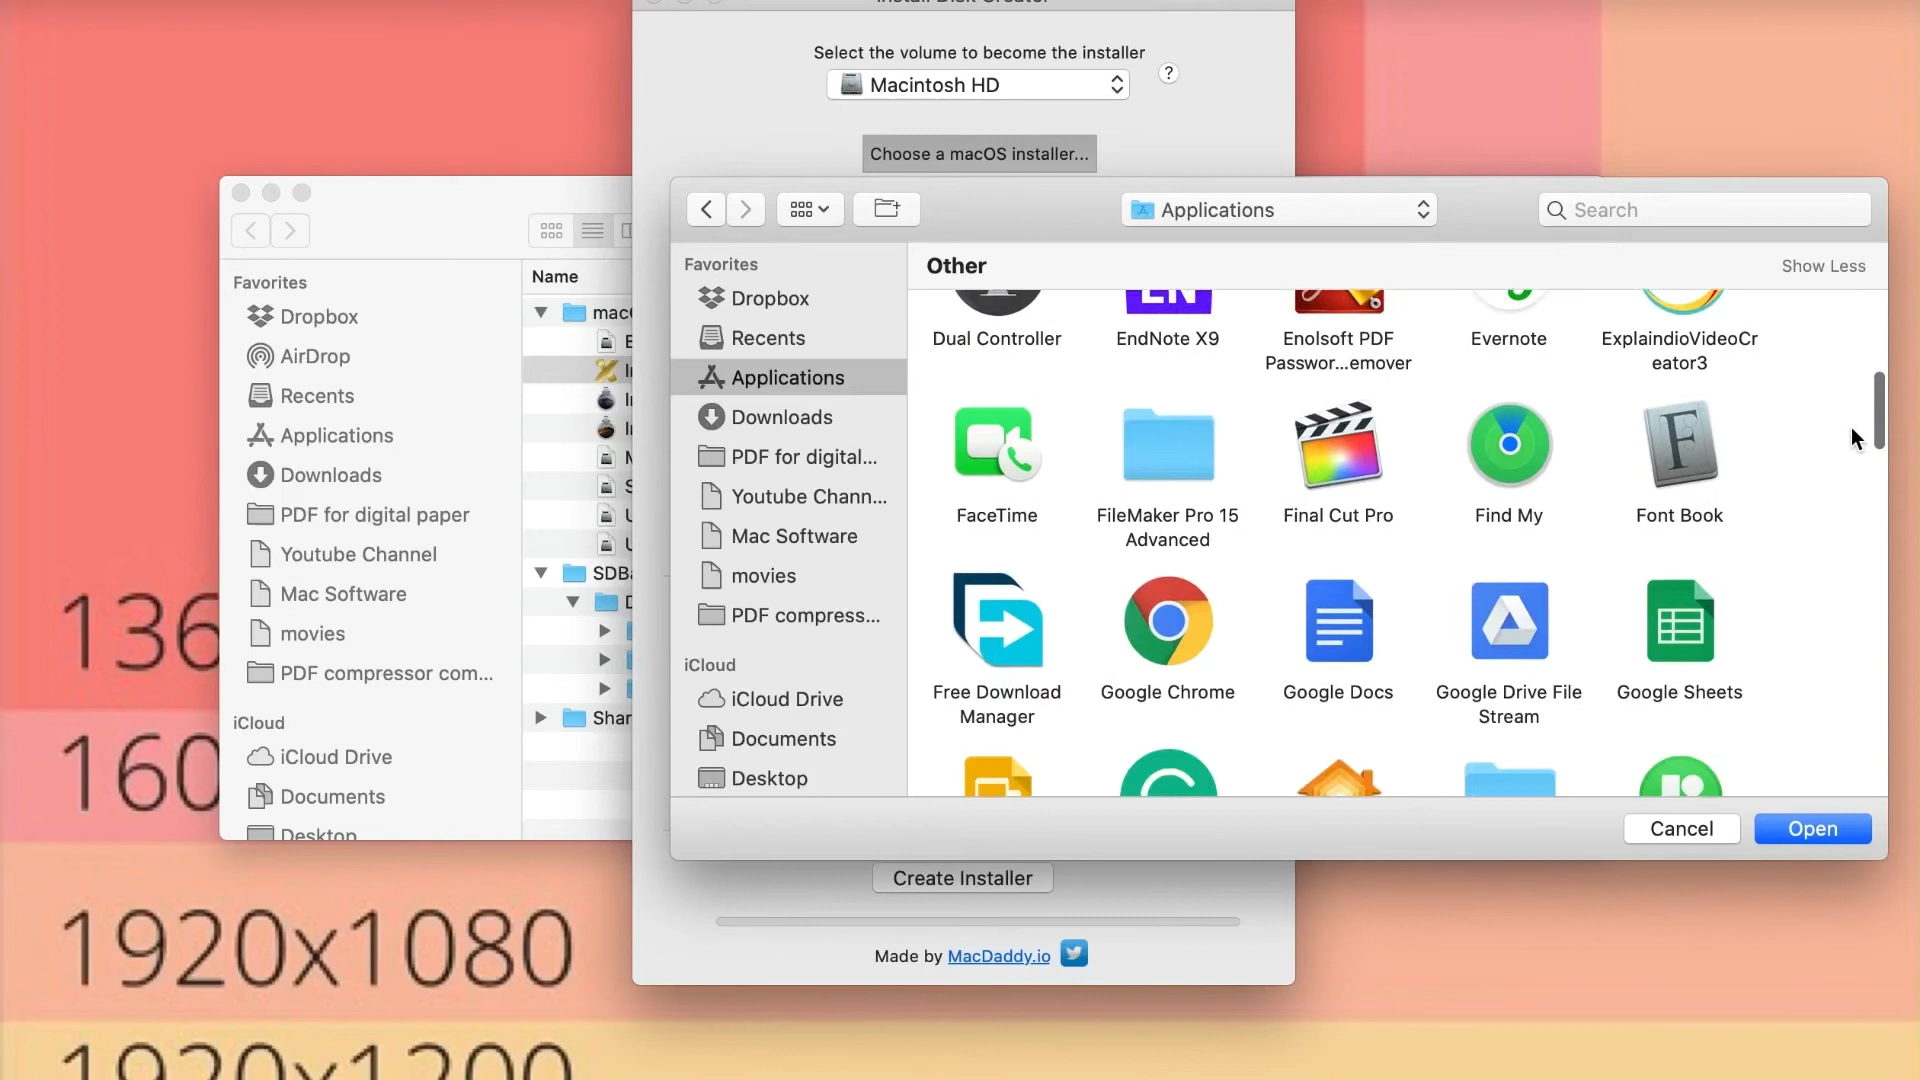 Select the volume to become the installer
Macintosh HD
?
Choose a macOS installer...
Applications
Search
Favorites
Dropbox
Recents
Applications
Downloads
PDF for digital...
Youtube Chann...
Mac Software
movies
PDF compress...
iCloud
iCloud Drive
Documents
Desktop
Other
Show Less
EN
Dual Controller
EndNote X9
Enolsoft PDF
Passwor...emover
Evernote
ExplaindioVideoCr
eator3
F
FaceTime
FileMaker Pro 15
Advanced
Final Cut Pro
Find My
Font Book
Free Download
Manager
Google Chrome
Google Docs
Google Drive File
Stream
Google Sheets
Cancel
Open
Favorites
Dropbox
AirDrop
Recents
Applications
Downloads
PDF for digital paper
Youtube Channel
Mac Software
movies
PDF compressor com...
iCloud
iCloud Drive
Documents
Desktop
Name
Create Installer
Made by MacDaddy.io
136
160
1920x1080
1920x1200